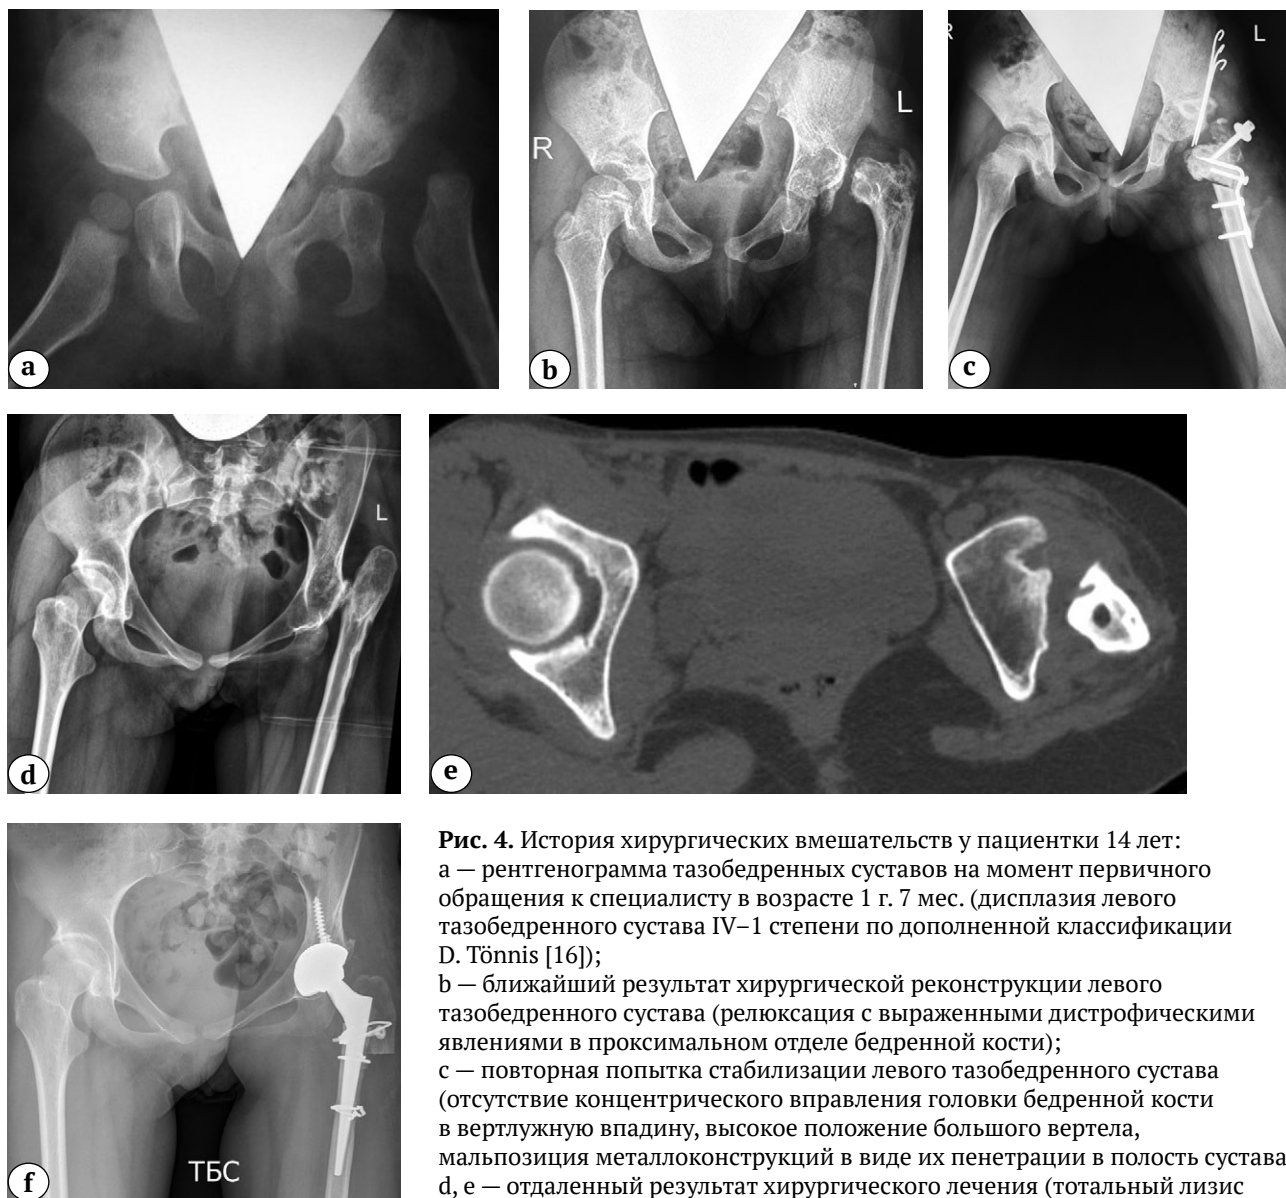 R
L
L
a
b
c
R
L
d
e
Рис. 4. История хирургических вмешательств у пациентки 14 лет:
a — рентгенограмма тазобедренных суставов на момент первичного
обращения к специалисту в возрасте 1 г. 7 мес. (дисплазия левого
тазобедренного сустава IV–1 степени по дополненной классификации
D. Tönnis [16]);
b — ближайший результат хирургической реконструкции левого
тазобедренного сустава (релюксация с выраженными дистрофическими
явлениями в проксимальном отделе бедренной кости);
c — повторная попытка стабилизации левого тазобедренного сустава
(отсутствие концентрического вправления головки бедренной кости
в вертлужную впадину, высокое положение большого вертела,
мальпозиция металлоконструкций в виде их пенетрации в полость сустава
d, e — отдаленный результат хирургического лечения (тотальный лизис
ТБС
f